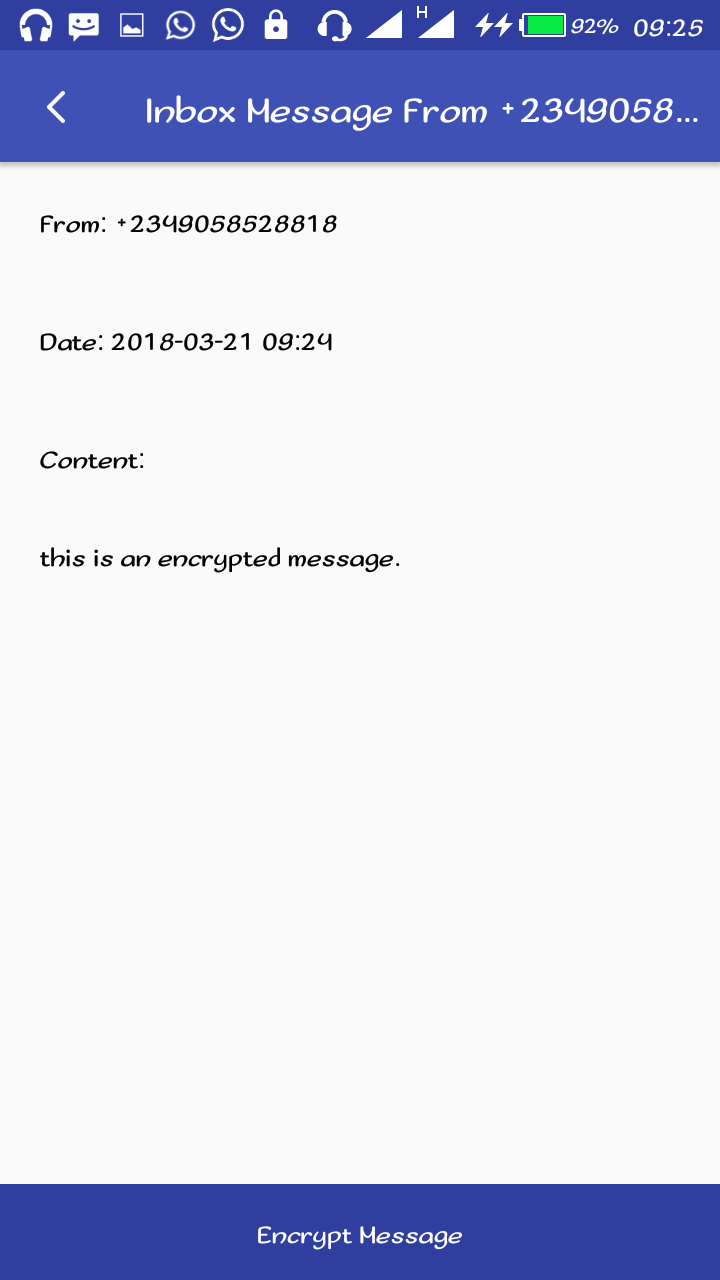 H 92% 09:25
Inbox Message From +2349058...
From: +2349058528818
Date: 2018-03-21 09:24
Content:
this is an encrypted message.
Encrypt Message